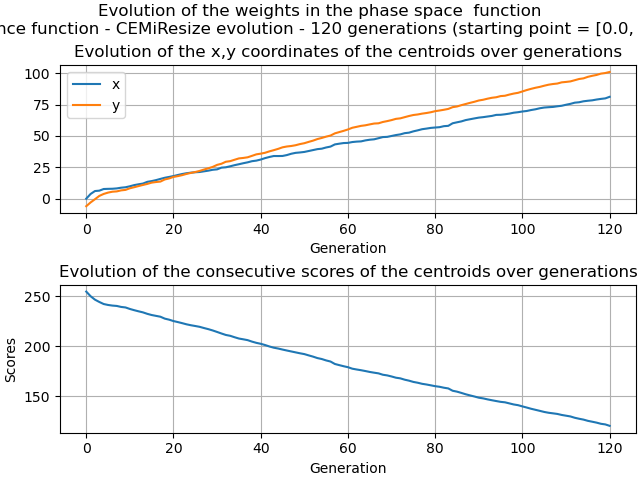 Evolution of the weights in the phase space function
nce function - CEMiResize evolution - 120 generations (starting point = [0.0,
Evolution of the x,y coordinates of the centroids over generations
100
75
50
25
0
x
y
0 20 40 60 80 100 120
Generation
Evolution of the consecutive scores of the centroids over generations
Scores
250
200
150
0 20 40 60 80 100 120
Generation